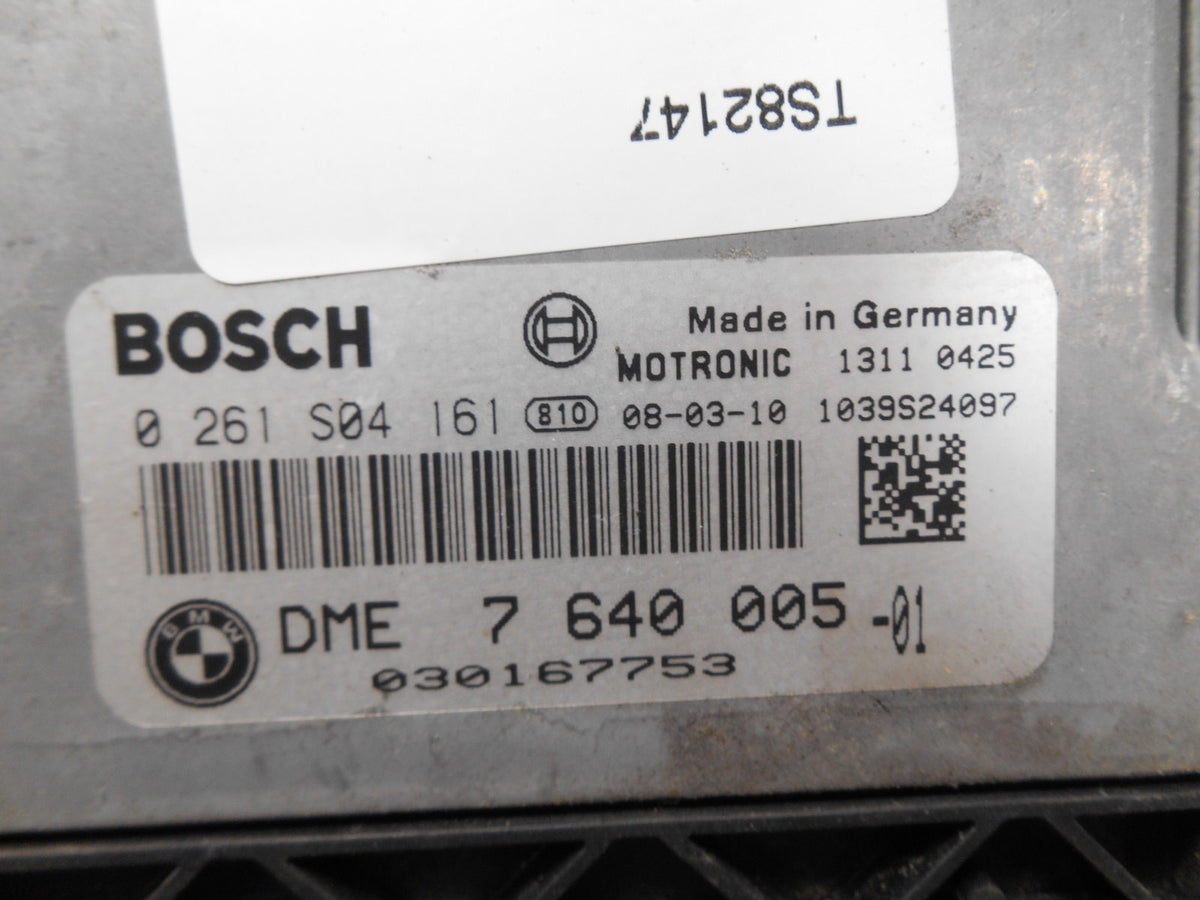 TS82147
BOSCH
Made in Germany
MOTRONIC 1311 0425
0 261 S04 161 810 08-03-10 1039S24097
BMW DME 7 640 005 -01
030167753